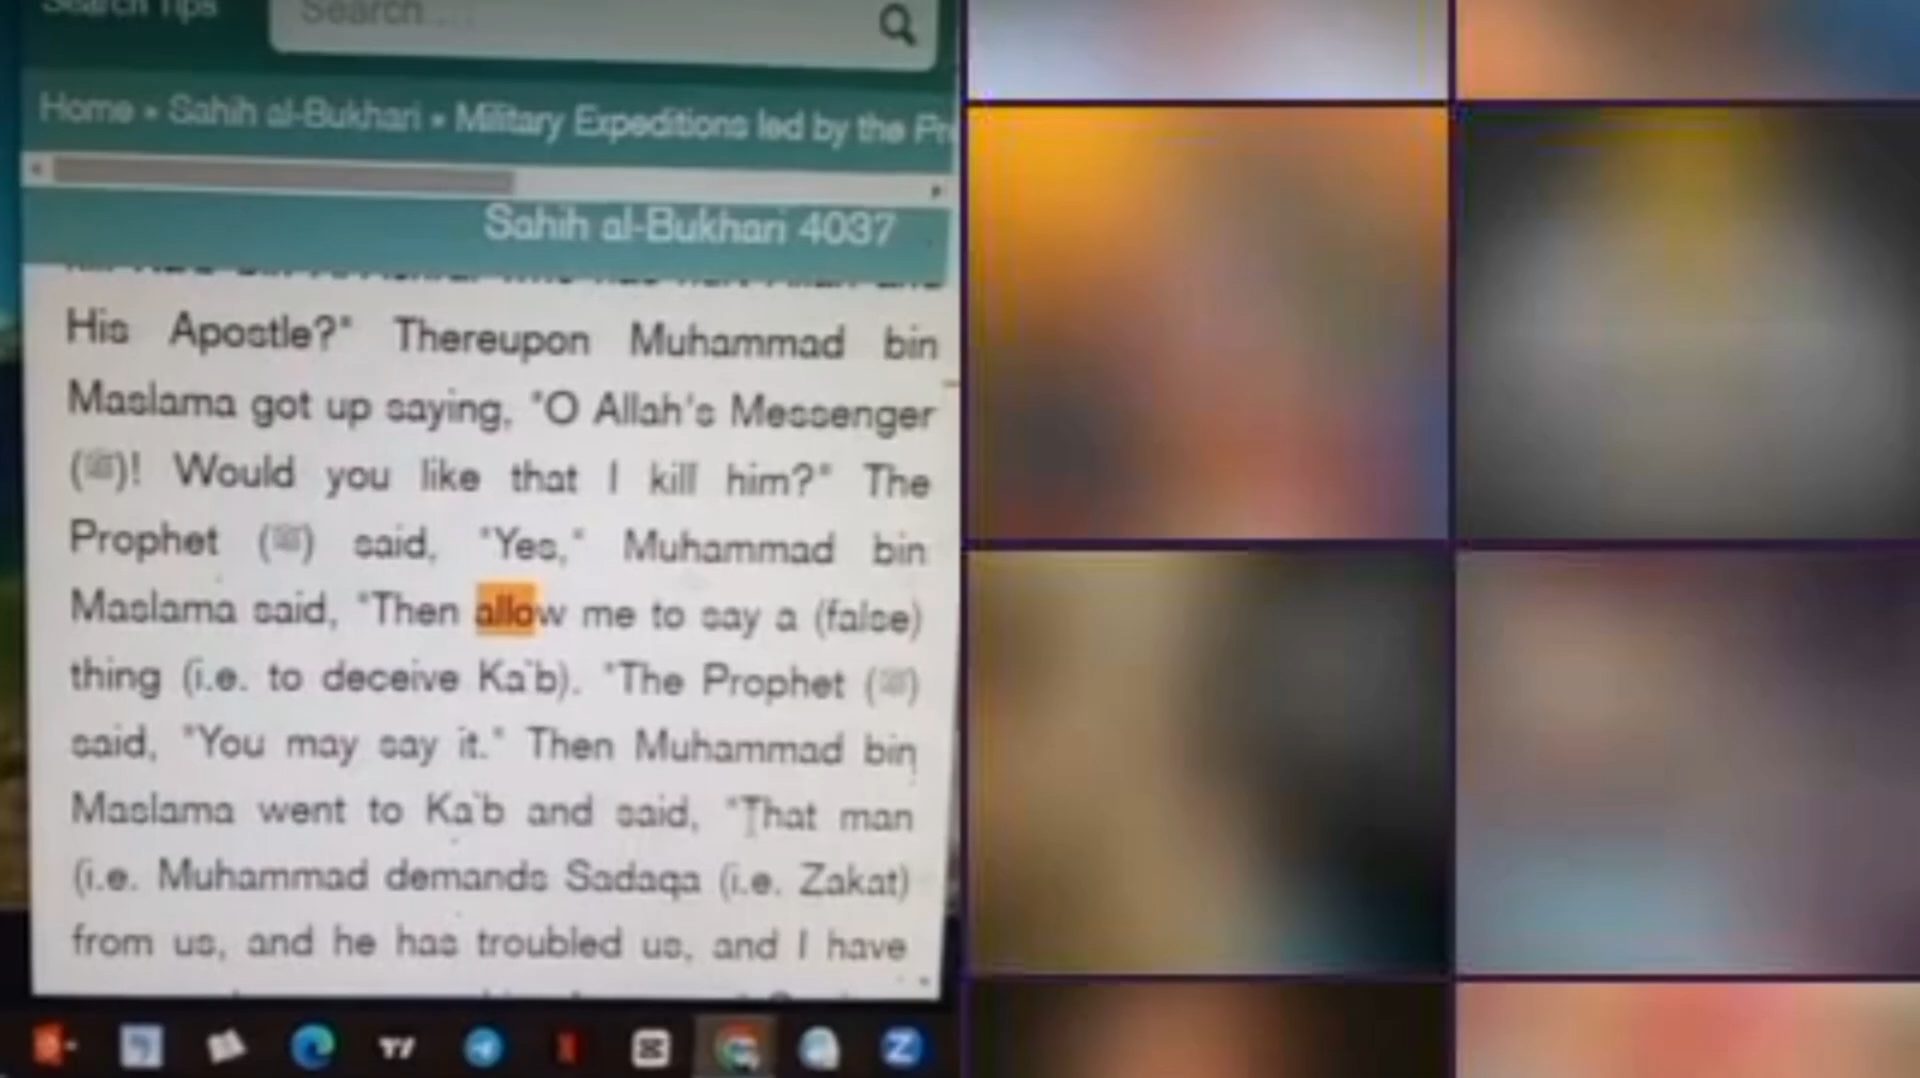 Search Tips
Search....
Home » Sahih al-Bukhari » Military Expeditions led by the Pr
Sahih al-Bukhari 4037
His Apostle?" Thereupon Muhammad bin
Maslama got up saying, "O Allah's Messenger
(ﷺ)! Would you like that I kill him?" The
Prophet (ﷺ) said, "Yes," Muhammad bin
Maslama said, "Then allow me to say a (false)
thing (i.e. to deceive Ka`b). "The Prophet (ﷺ)
said, "You may say it." Then Muhammad bin
Maslama went to Ka`b and said, "That man
(i.e. Muhammad demands Sadaqa (i.e. Zakat)
from us, and he has troubled us, and I have